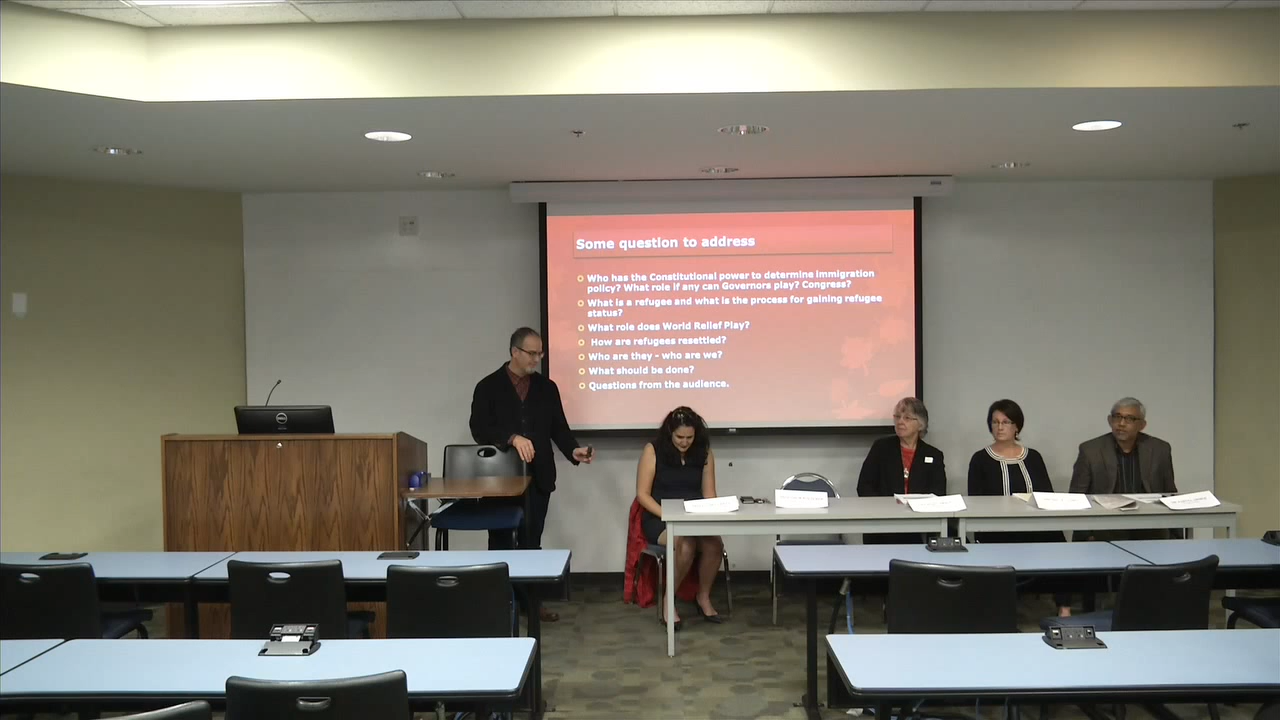 Some question to address
Who has the Constitutional power to determine immigration
policy? What role if any can Governors play? Congress?
What is a refugee and what is the process for gaining refugee
status?
What role does World Relief Play?
How are refugees resettled?
Who are they - who are we?
What should be done?
Questions from the audience.
DELL